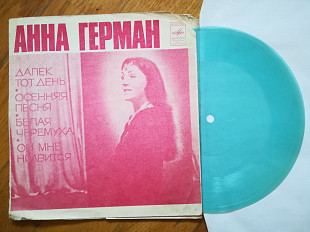 АННА ГЕРМАН
ДАЛЕК
ТОТ ДЕНЬ
ОСЕННЯЯ
ПЕСНЯ
БЕЛАЯ
ЧЕРЕМУХА
ОН МНЕ
НРАВИТСЯ